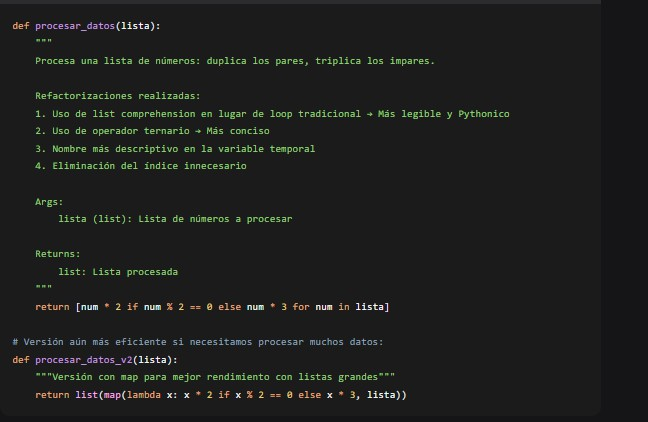 def procesar_datos(lista):
    """
    Procesa una lista de números: duplica los pares, triplica los impares.
    Refactorizaciones realizadas:
    1. Uso de list comprehension en lugar de loop tradicional → Más legible y Pythonico
    2. Uso de operador ternario → Más conciso
    3. Nombre más descriptivo en la variable temporal
    4. Eliminación del índice innecesario
    Args:
        lista (list): Lista de números a procesar
    Returns:
        list: Lista procesada
    """
    return [num * 2 if num % 2 == 0 else num * 3 for num in lista]
# Versión aún más eficiente si necesitamos procesar muchos datos:
def procesar_datos_v2(lista):
    """Versión con map para mejor rendimiento con listas grandes"""
    return list(map(lambda x: x * 2 if x % 2 == 0 else x * 3, lista))